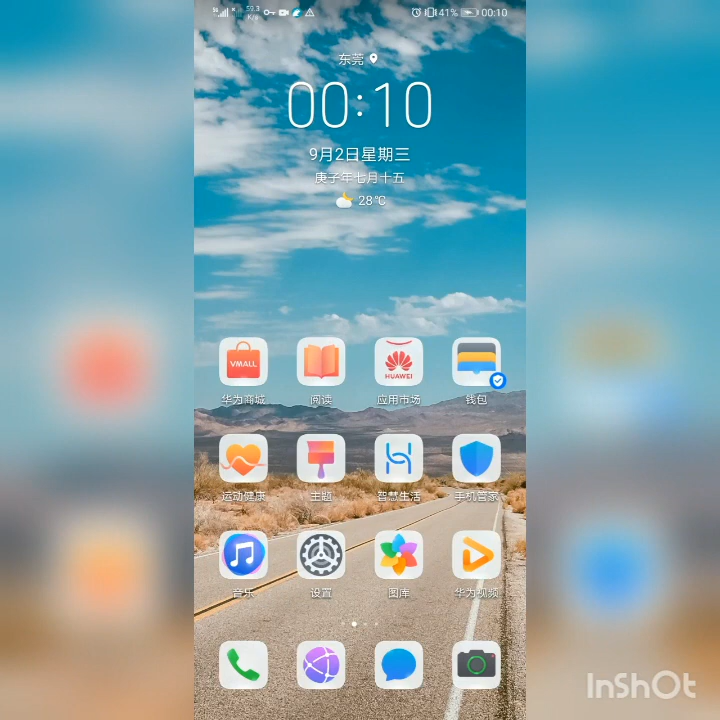 59.3
K/s
41%
00:10
东莞
00:10
9月2日星期三
庚子年七月十五
28℃
VMALL
HUAWEI
华为商城 阅读 应用市场 钱包
运动健康 主题 智慧生活 手机管家
音乐 设置 图库 华为视频
InShOt